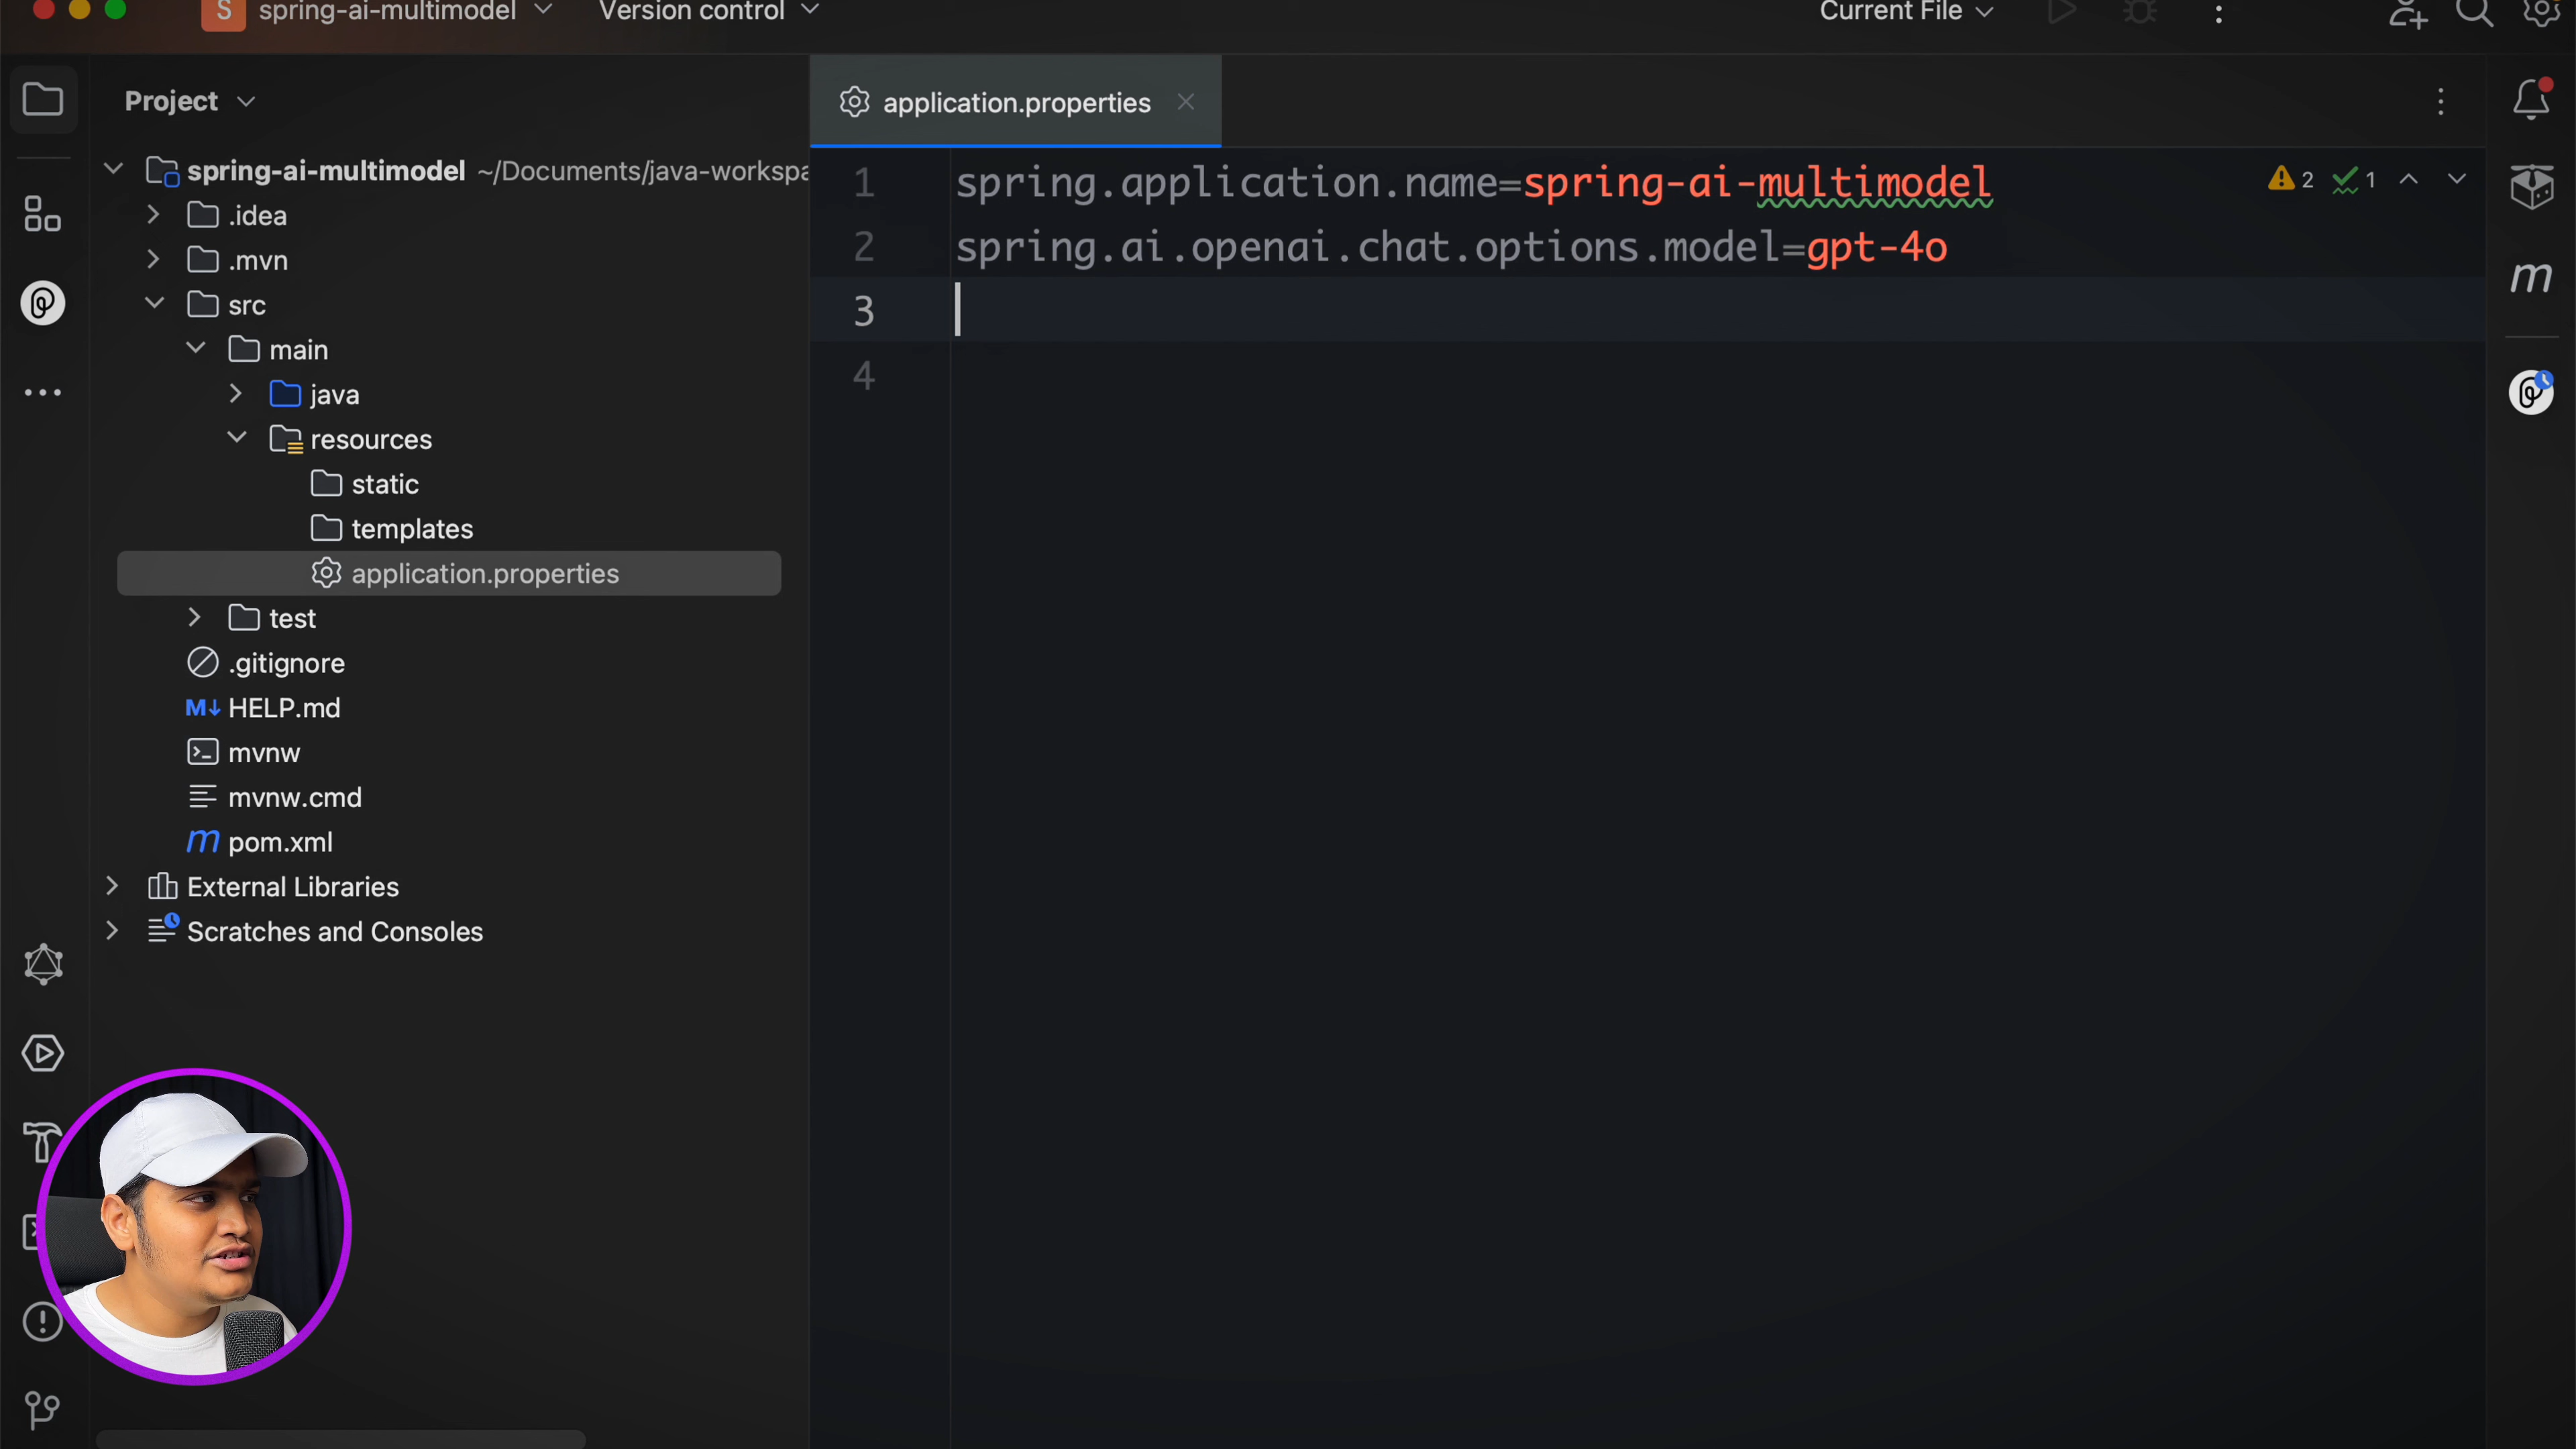 S spring-ai-multimodel Version control Current File
Project
application.properties
spring-ai-multimodel ~/Documents/java-workspa
.idea
.mvn
src
main
java
resources
static
templates
application.properties
test
.gitignore
M↓ HELP.md
mvnw
mvnw.cmd
m pom.xml
External Libraries
Scratches and Consoles
1 spring.application.name=spring-ai-multimodel
2 spring.ai.openai.chat.options.model=gpt-4o
3
4
2 1
m